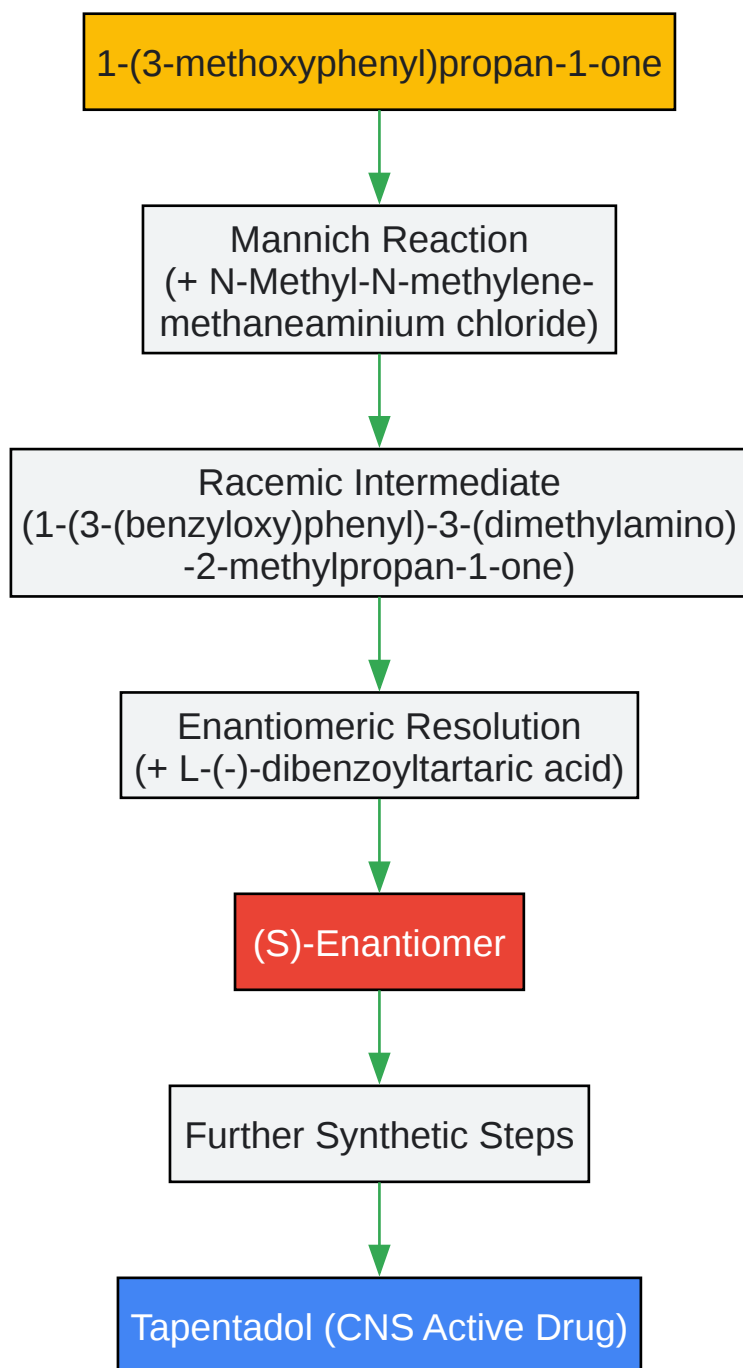 1-(3-methoxyphenyl)propan-1-one
Mannich Reaction
(+ N-Methyl-N-methylene-
methaneaminium chloride)
Racemic Intermediate
(1-(3-(benzyloxy)phenyl)-3-(dimethylamino)
-2-methylpropan-1-one)
Enantiomeric Resolution
(+ L-(-)-dibenzoyltartaric acid)
(S)-Enantiomer
Further Synthetic Steps
Tapentadol (CNS Active Drug)